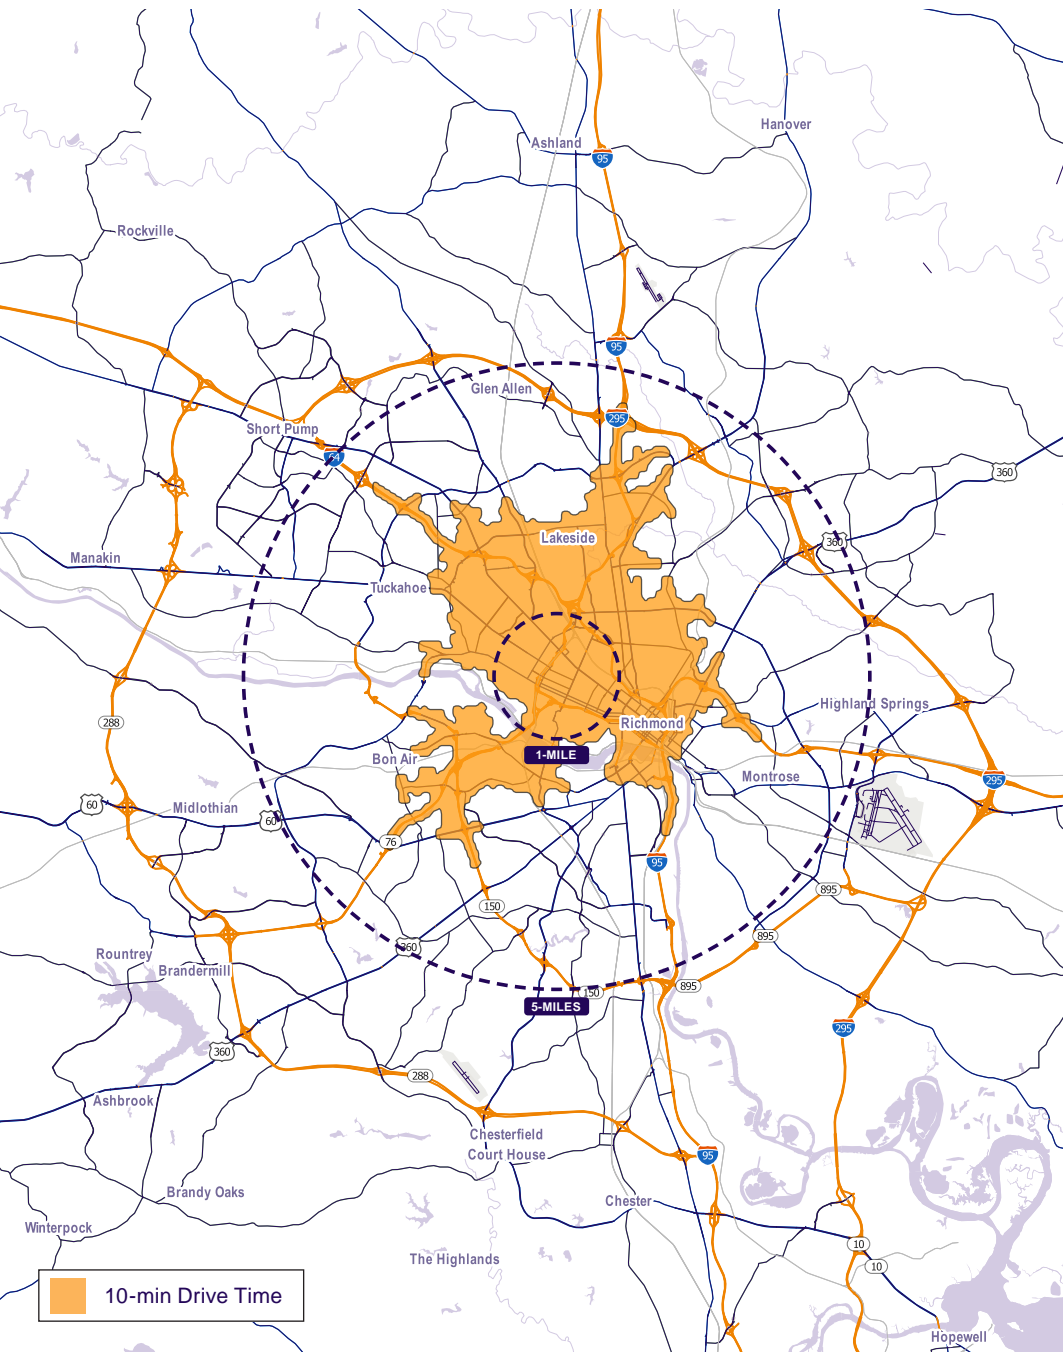 Hanover
Ashland
95
Rockville
95
Glen Allen
295
Short Pump
64
360
Lakeside
360
Manakin
Tuckahoe
288
Highland Springs
Richmond
1-MILE
Bon Air
Montrose
295
60
Midlothian
60
76
95
895
150
895
360
Rountrey
Brandermill
895
150
5-MILES
295
360
288
Ashbrook
Chesterfield
Court House
95
Brandy Oaks
Chester
Winterpock
10
The Highlands
10
10-min Drive Time
Hopewell